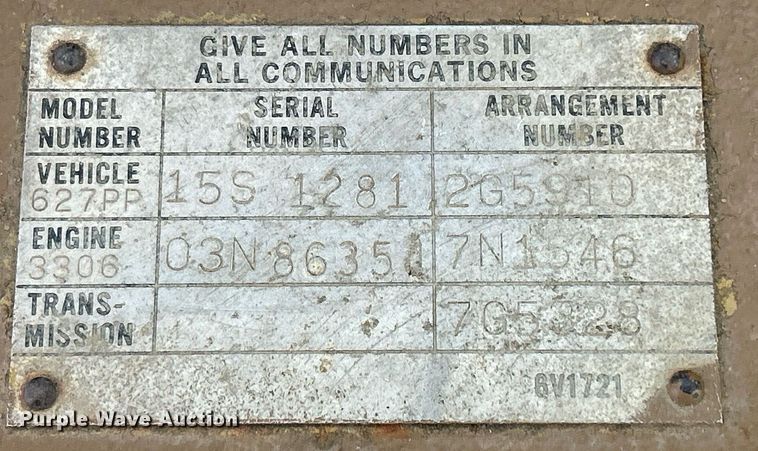 GIVE ALL NUMBERS IN
ALL COMMUNICATIONS
MODEL NUMBER SERIAL NUMBER ARRANGEMENT NUMBER
VEHICLE 627PP 15S 1281 2G5910
ENGINE 3306 03N 7N1546
TRANS-
MISSION
6V1721
Purple Wave Auction